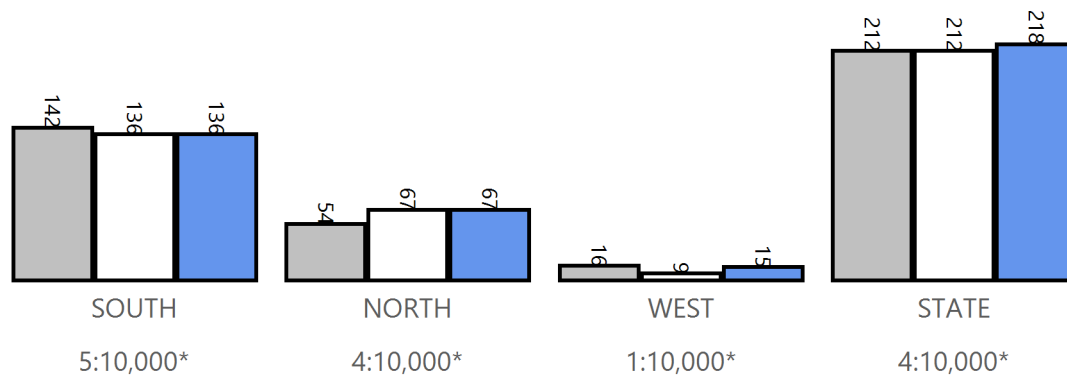 142 136 136
54 67 67
16 9 15
212 212 218
SOUTH NORTH WEST STATE
5:10,000* 4:10,000* 1:10,000* 4:10,000*